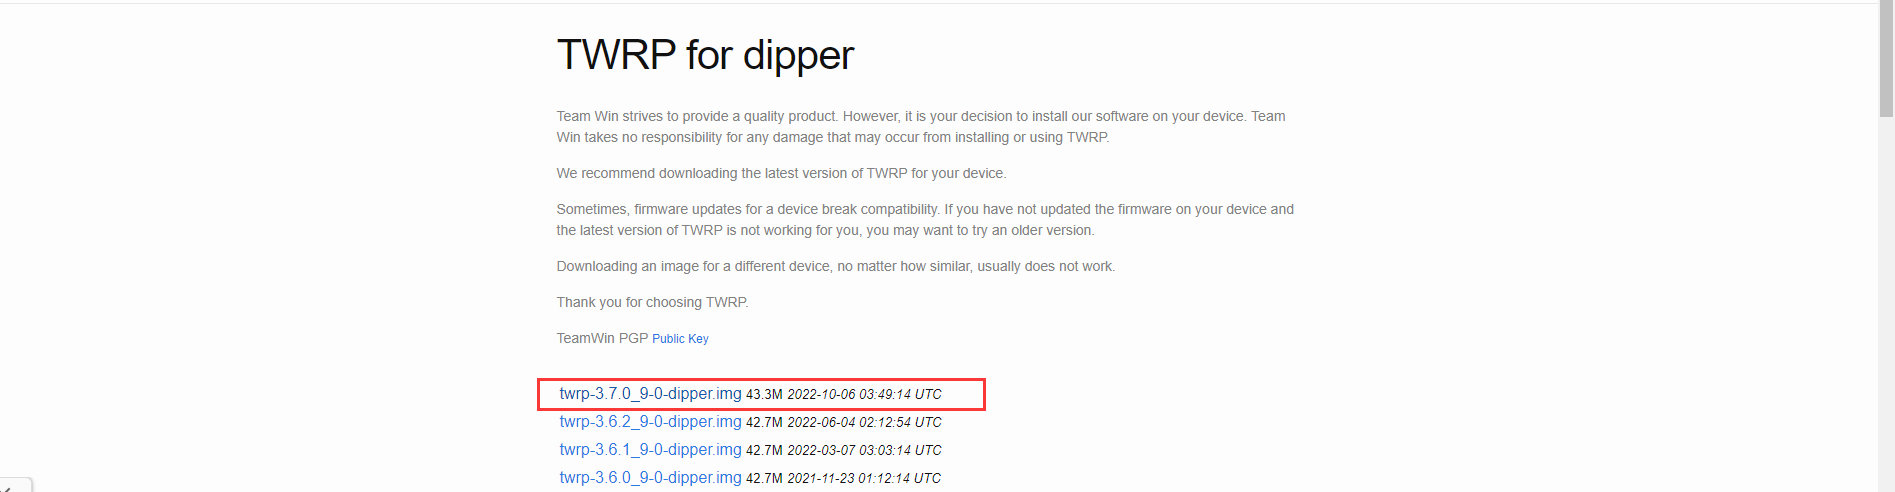 TWRP for dipper
Team Win strives to provide a quality product. However, it is your decision to install our software on your device. Team
Win takes no responsibility for any damage that may occur from installing or using TWRP.
We recommend downloading the latest version of TWRP for your device.
Sometimes, firmware updates for a device break compatibility. If you have not updated the firmware on your device and
the latest version of TWRP is not working for you, you may want to try an older version.
Downloading an image for a different device, no matter how similar, usually does not work.
Thank you for choosing TWRP.
TeamWin PGP Public Key
twrp-3.7.0_9-0-dipper.img 43.3M 2022-10-06 03:49:14 UTC
twrp-3.6.2_9-0-dipper.img 42.7M 2022-06-04 02:12:54 UTC
twrp-3.6.1_9-0-dipper.img 42.7M 2022-03-07 03:03:14 UTC
twrp-3.6.0_9-0-dipper.img 42.7M 2021-11-23 01:12:14 UTC